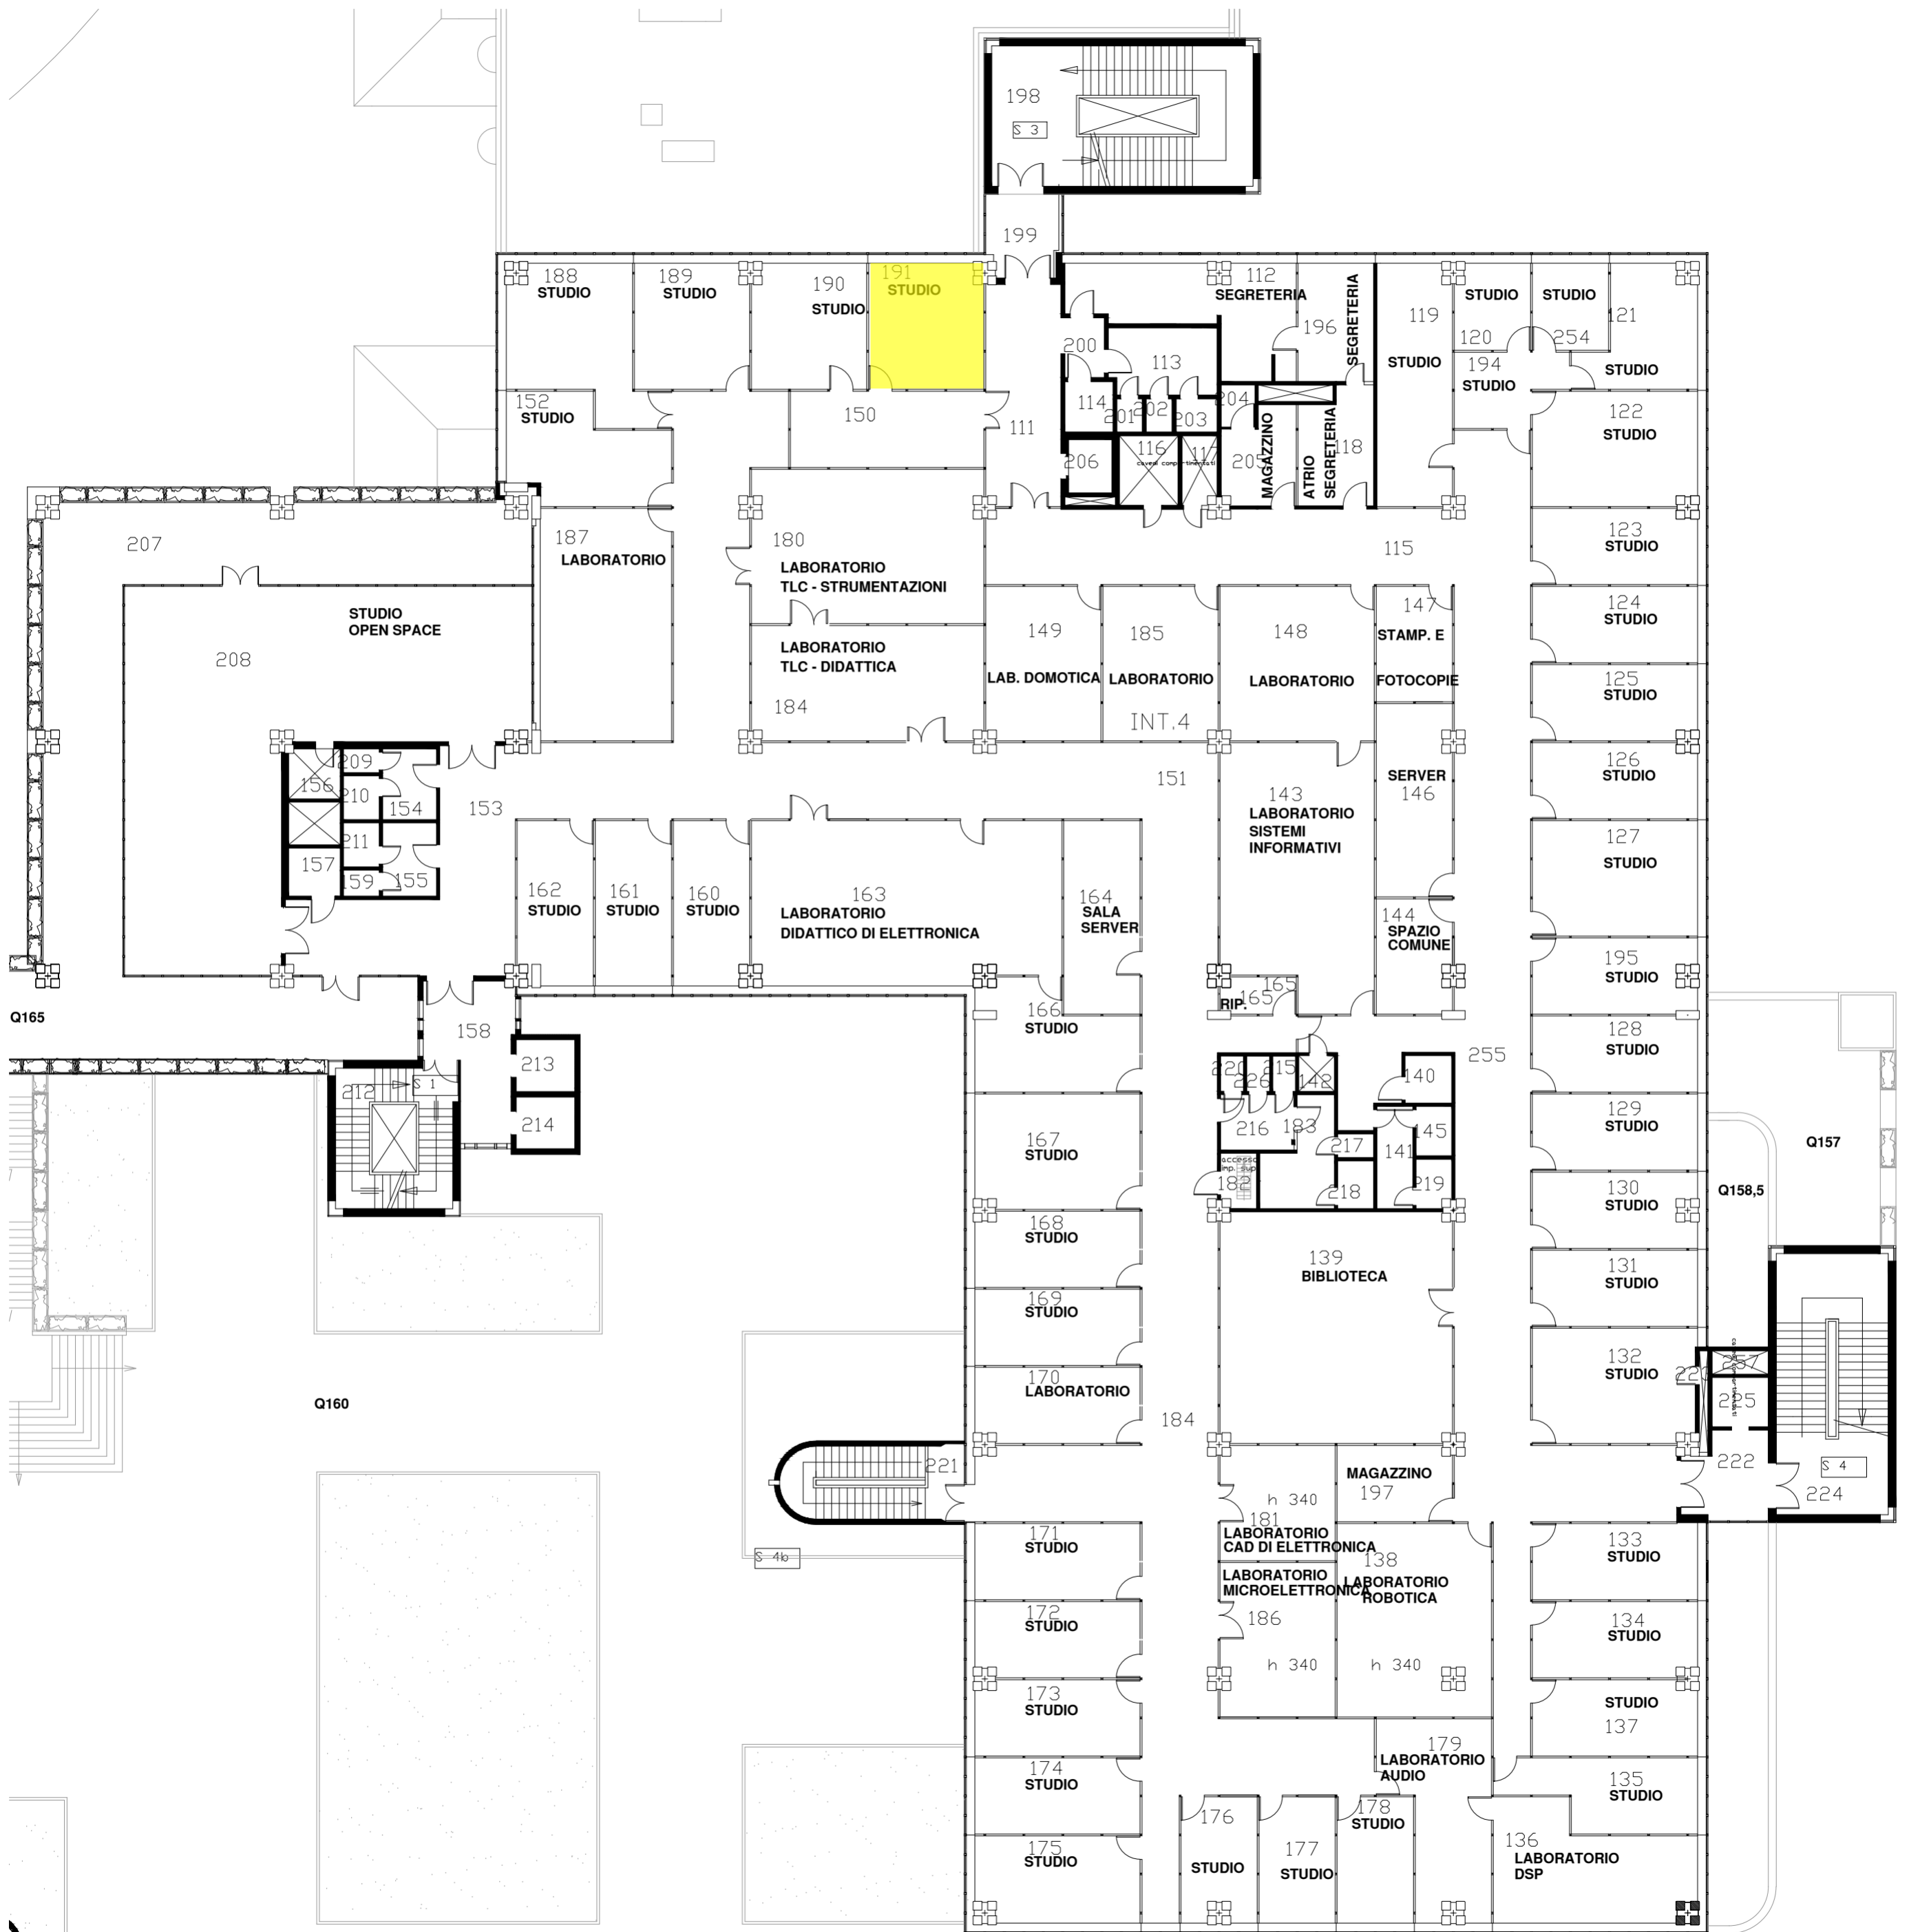 198
S 3
199
188
STUDIO
189
STUDIO
190
STUDIO
191
STUDIO
112
SEGRETERIA
196
SEGRETERIA
119
STUDIO
STUDIO
120
STUDIO
254
121
STUDIO
194
STUDIO
200
113
114
201
202
203
204
152
STUDIO
150
111
206
116
117
205
MAGAZZINO
ATRIO
SEGRETERIA
118
122
STUDIO
207
187
LABORATORIO
180
LABORATORIO
TLC - STRUMENTAZIONI
115
123
STUDIO
STUDIO
OPEN SPACE
208
LABORATORIO
TLC - DIDATTICA
184
149
LAB. DOMOTICA
185
LABORATORIO
INT.4
148
LABORATORIO
147
STAMP. E
FOTOCOPIE
124
STUDIO
125
STUDIO
126
STUDIO
209
156
210
154
153
211
157
159
155
151
143
LABORATORIO
SISTEMI
INFORMATIVI
SERVER
146
127
STUDIO
162
STUDIO
161
STUDIO
160
STUDIO
163
LABORATORIO
DIDATTICO DI ELETTRONICA
164
SALA
SERVER
144
SPAZIO
COMUNE
195
STUDIO
Q165
158
213
166
STUDIO
165
RIP.
165
255
128
STUDIO
212
S 1
214
220
226
215
142
140
129
STUDIO
Q157
216
183
217
141
145
167
STUDIO
182
218
219
130
STUDIO
Q158,5
168
STUDIO
139
BIBLIOTECA
131
STUDIO
169
STUDIO
132
STUDIO
225
170
LABORATORIO
Q160
184
221
222
S 4
224
MAGAZZINO
197
h 340
181
LABORATORIO
CAD DI ELETTRONICA
S 4b
171
STUDIO
138
LABORATORIO
ROBOTICA
133
STUDIO
LABORATORIO
MICROELETTRONICA
186
172
STUDIO
134
STUDIO
h 340
h 340
173
STUDIO
STUDIO
137
179
LABORATORIO
AUDIO
174
STUDIO
135
STUDIO
176
STUDIO
177
STUDIO
178
STUDIO
136
LABORATORIO
DSP
175
STUDIO